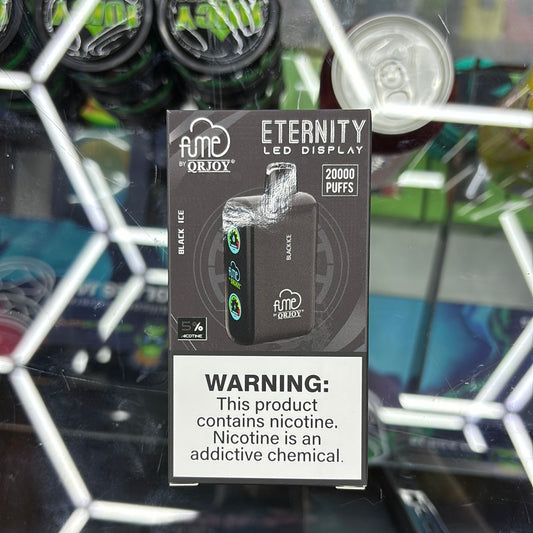 fume
BY QRJOY®
ETERNITY
LED DISPLAY
20000
PUFFS
BLACK ICE
BLACK ICE
fume
fume
BY QRJOY
5%
NICOTINE
WARNING:
This product
contains nicotine.
Nicotine is an
addictive chemical.